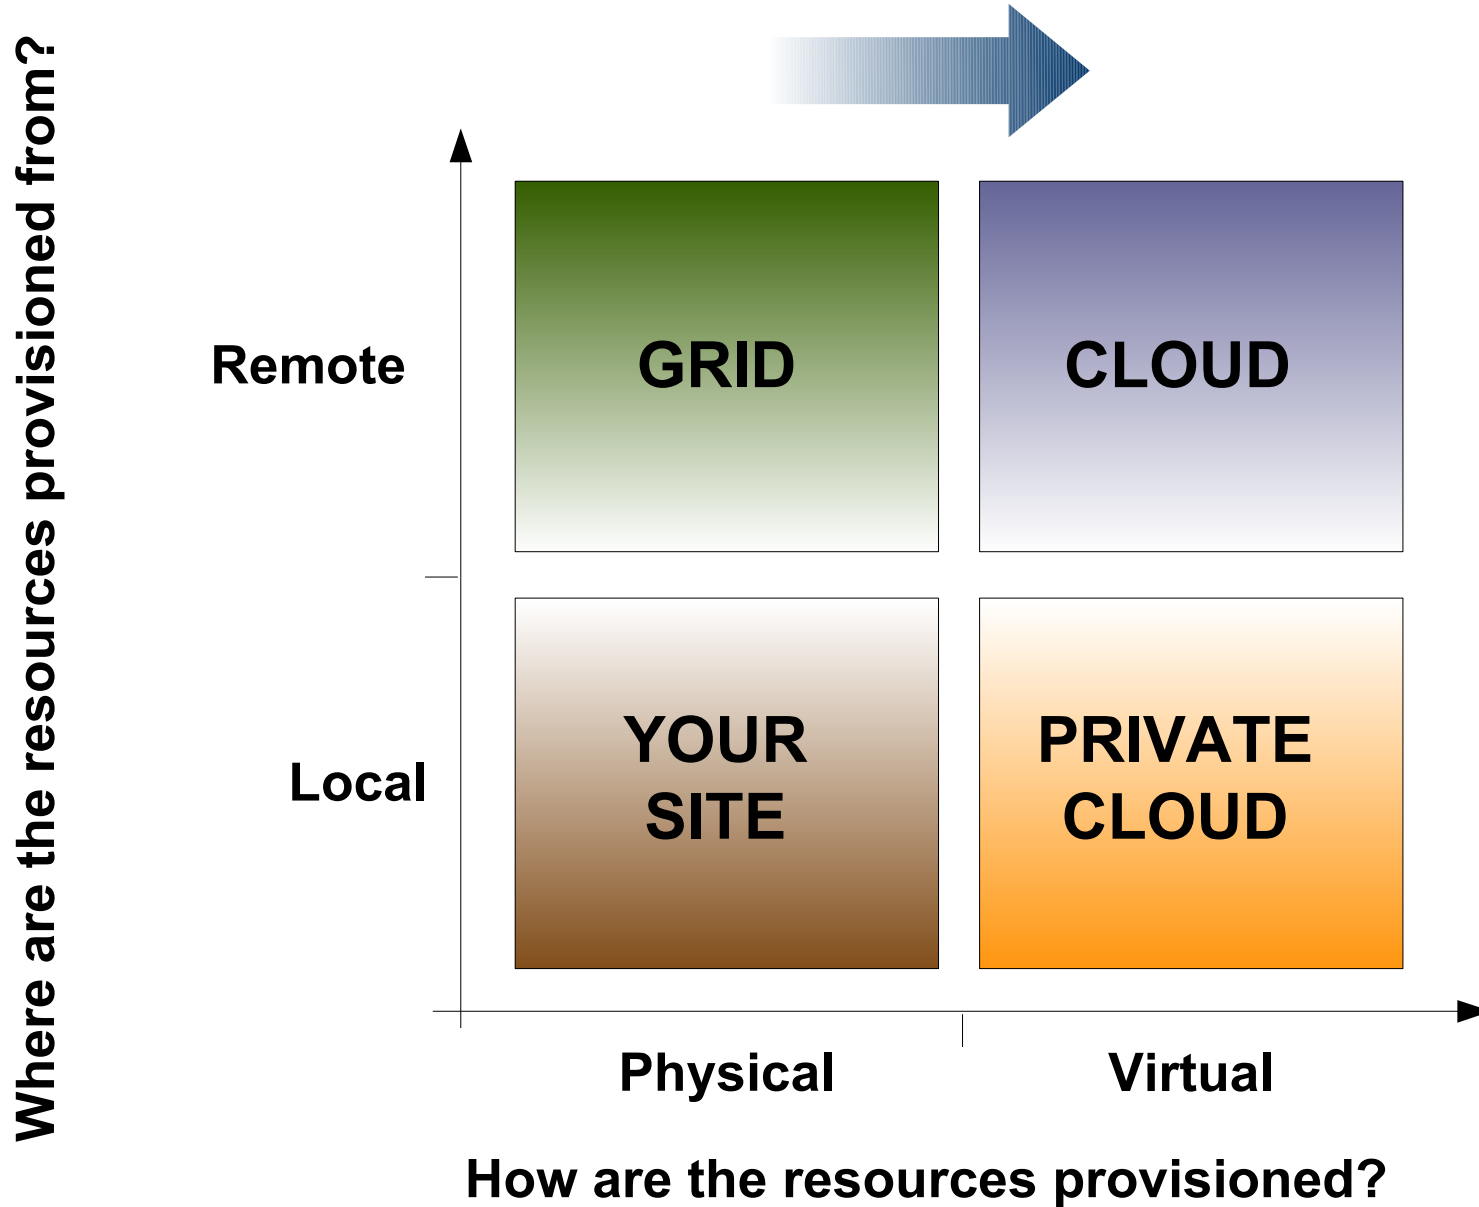 Where are the resources provisioned from?
Remote
GRID
CLOUD
Local
YOUR
SITE
PRIVATE
CLOUD
Physical
Virtual
How are the resources provisioned?